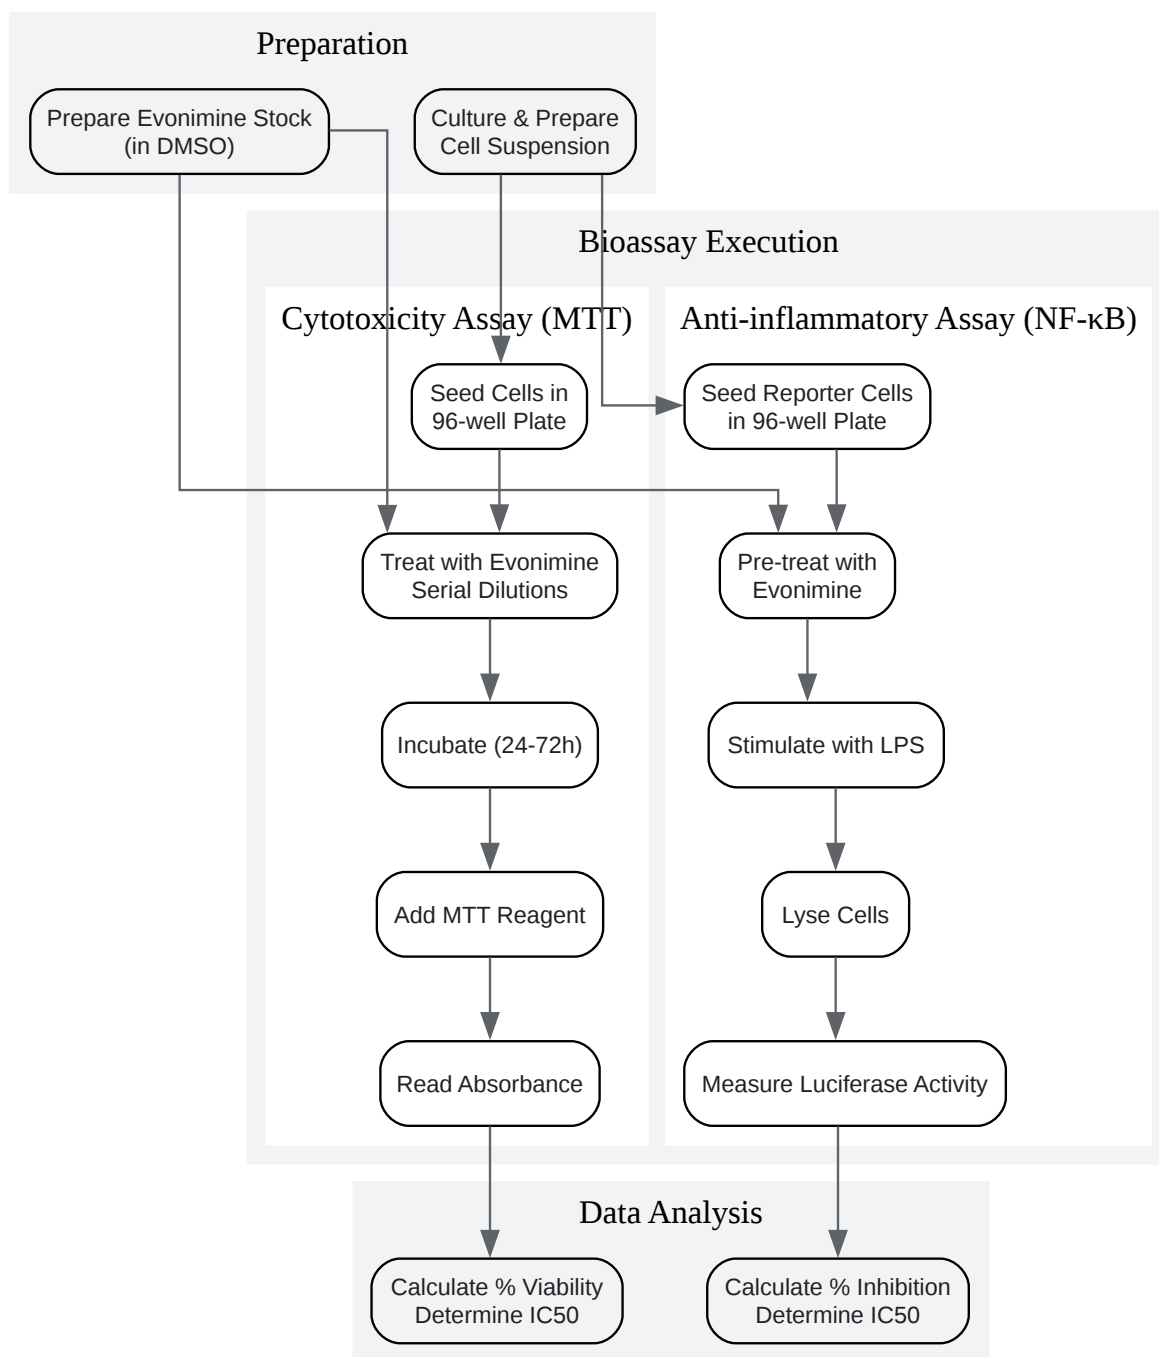 Preparation
Prepare Evonimine Stock
(in DMSO)
Culture & Prepare
Cell Suspension
Bioassay Execution
Cytotoxicity Assay (MTT)
Seed Cells in
96-well Plate
Treat with Evonimine
Serial Dilutions
Incubate (24-72h)
Add MTT Reagent
Read Absorbance
Anti-inflammatory Assay (NF-κB)
Seed Reporter Cells
in 96-well Plate
Pre-treat with
Evonimine
Stimulate with LPS
Lyse Cells
Measure Luciferase Activity
Data Analysis
Calculate % Viability
Determine IC50
Calculate % Inhibition
Determine IC50